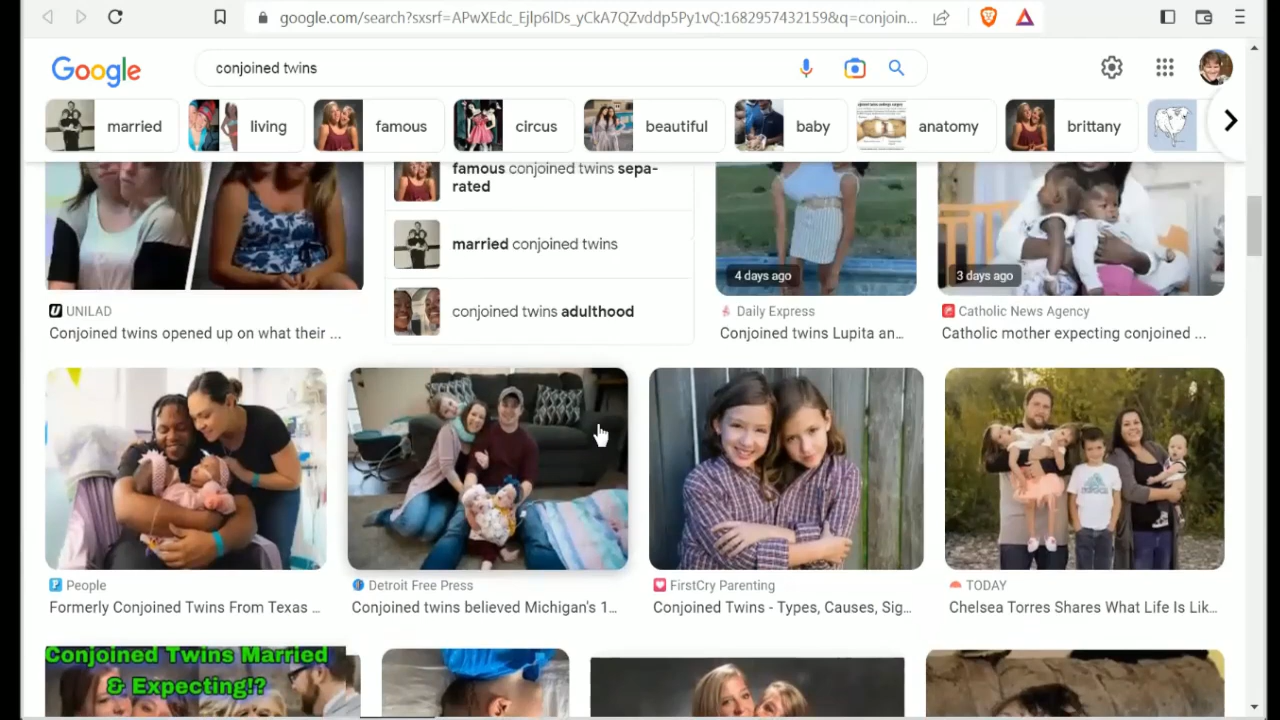 google.com/search?sxsrf=APwXEdc_Ejlp6lDs_yCkA7QZvddp5Py1vQ:1682957432159&q=conjoin...
Google
conjoined twins
married
living
famous
circus
beautiful
baby
anatomy
brittany
famous conjoined twins sepa-
rated
married conjoined twins
conjoined twins adulthood
4 days ago
3 days ago
UNILAD
Conjoined twins opened up on what their ...
Daily Express
Conjoined twins Lupita an...
Catholic News Agency
Catholic mother expecting conjoined ...
People
Formerly Conjoined Twins From Texas ...
Detroit Free Press
Conjoined twins believed Michigan's 1...
FirstCry Parenting
Conjoined Twins - Types, Causes, Sig...
TODAY
Chelsea Torres Shares What Life Is Lik...
Conjoined Twins Married
& Expecting!?